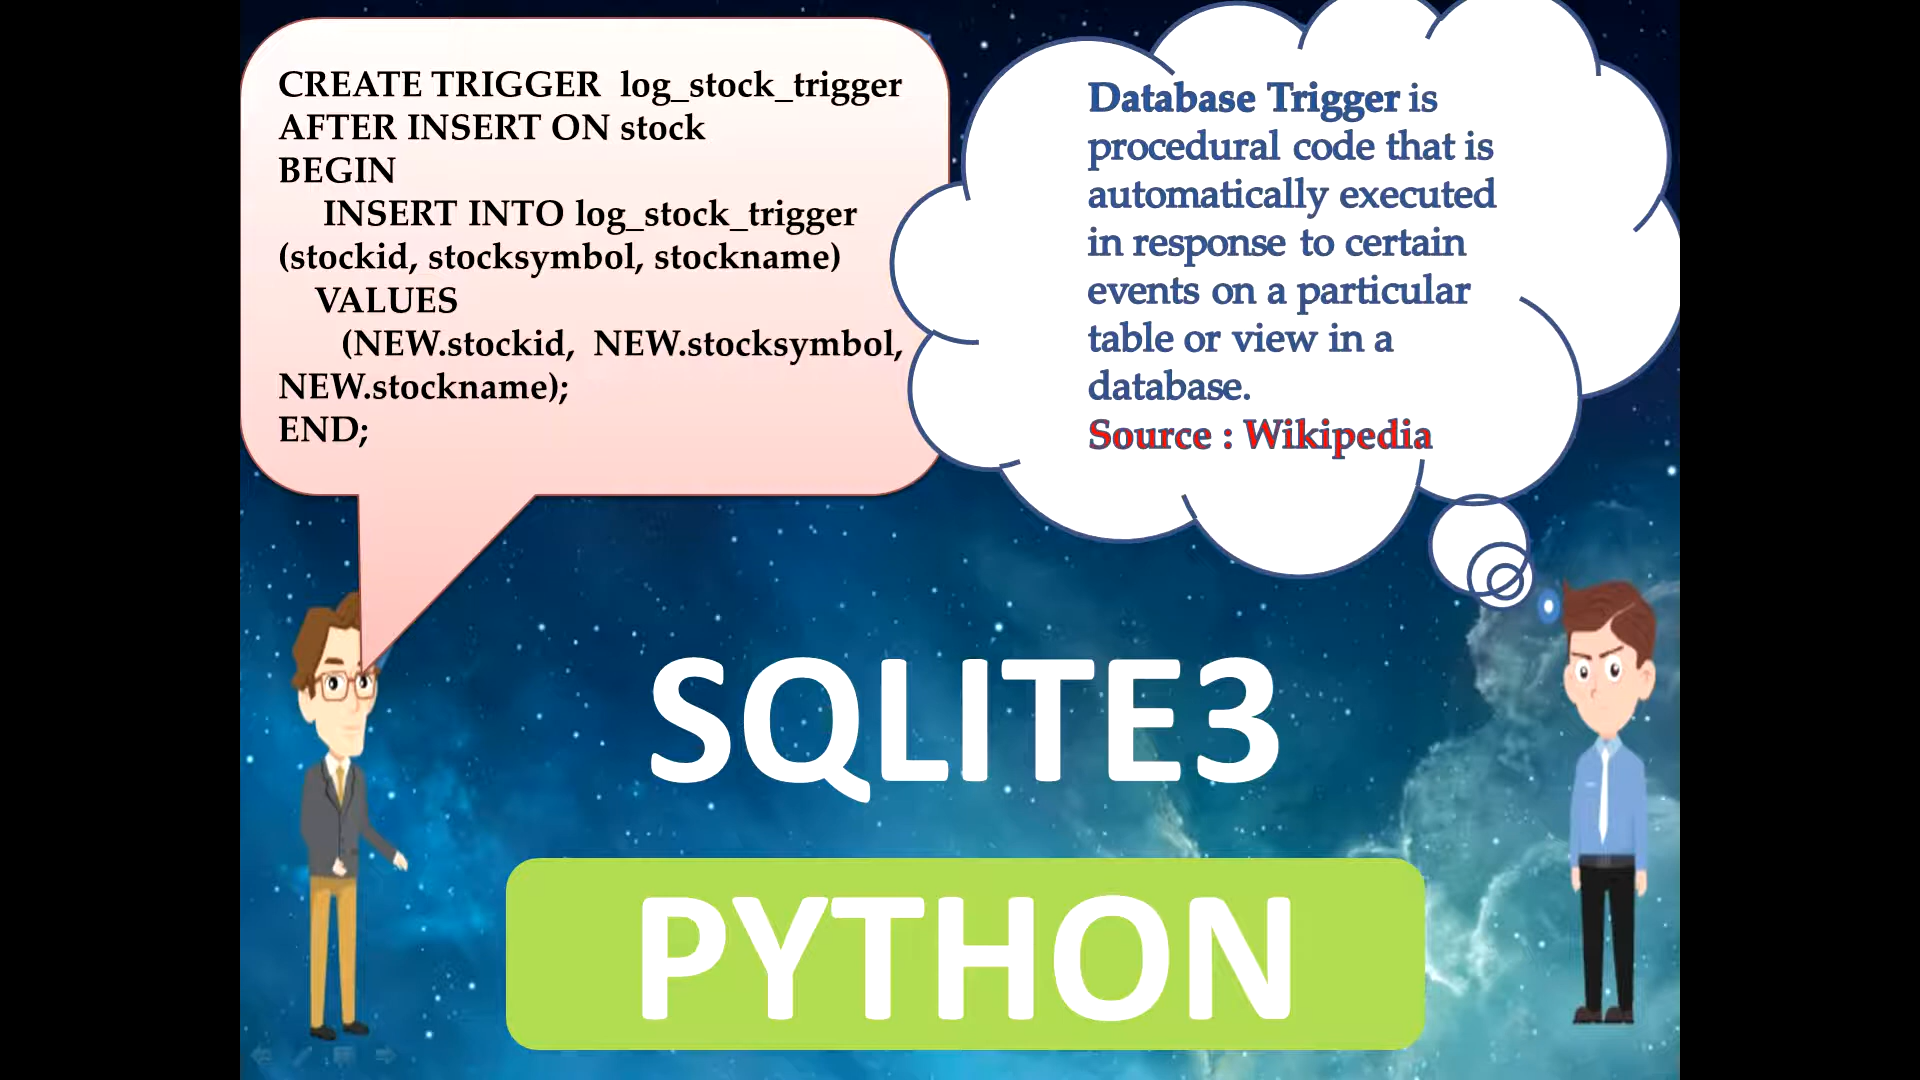 CREATE TRIGGER log_stock_trigger
AFTER INSERT ON stock
BEGIN
INSERT INTO log_stock_trigger
(stockid, stocksymbol, stockname)
VALUES
(NEW.stockid, NEW.stocksymbol,
NEW.stockname);
END;
Database Trigger is
procedural code that is
automatically executed
in response to certain
events on a particular
table or view in a
database.
Source : Wikipedia
SQLITE3
PYTHON